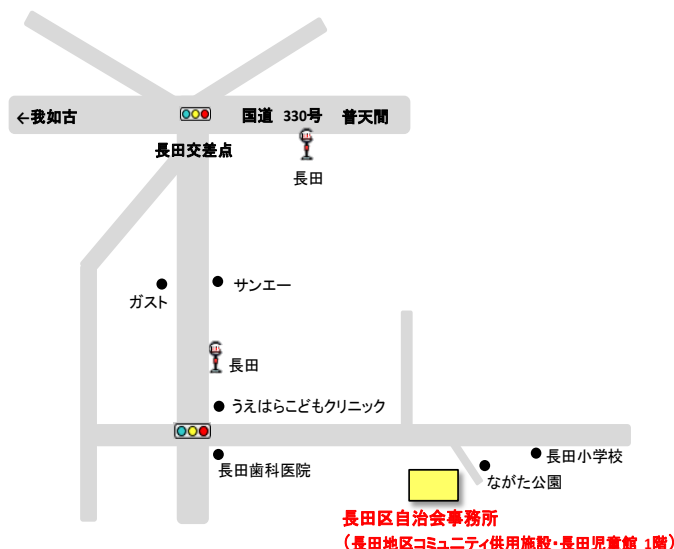 ←我如古
国道 330号 普天間
長田交差点
長田
ガスト
サンエー
長田
うえはらこどもクリニック
長田歯科医院
長田小学校
ながた公園
長田区自治会事務所
（長田地区コミュニティ供用施設・長田児童館 1階）